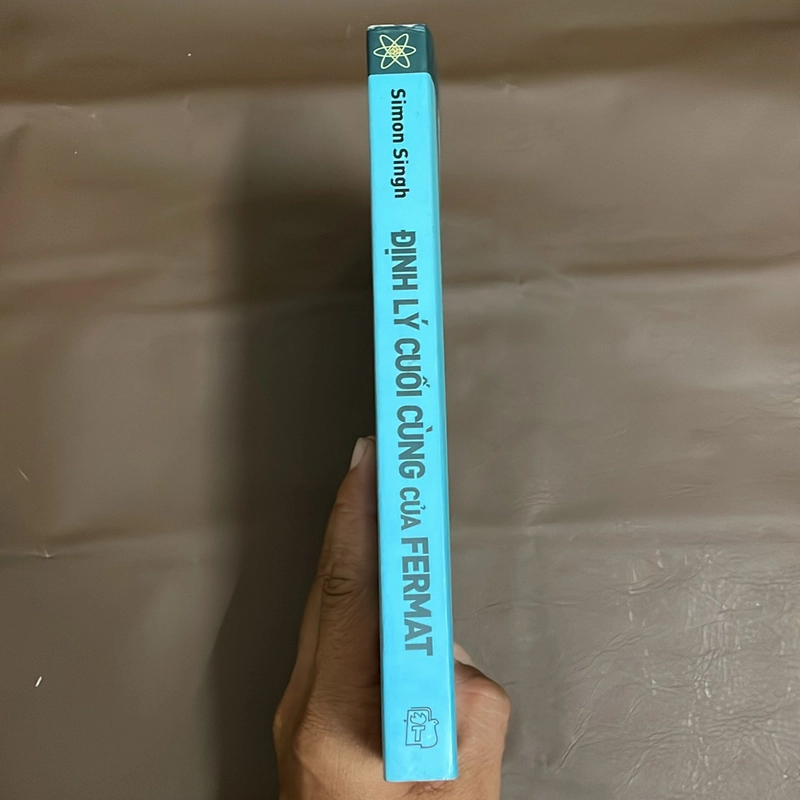 Simon Singh
ĐỊNH LÝ CUỐI CÙNG CỦA FERMAT